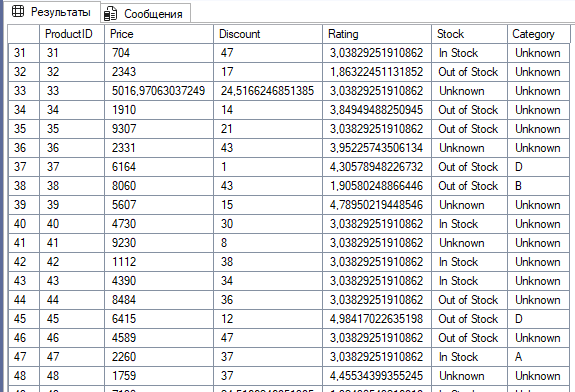 Результаты Сообщения
ProductID Price Discount Rating Stock Category
31 31 704 47 3,03829251910862 In Stock Unknown
32 32 2343 17 1,86322451131852 Out of Stock Unknown
33 33 5016,97063037249 24,5166246851385 3,03829251910862 Unknown Unknown
34 34 1910 14 3,84949488250945 Out of Stock Unknown
35 35 9307 21 3,03829251910862 Out of Stock Unknown
36 36 2331 43 3,95225743506134 Unknown Unknown
37 37 6164 1 4,30578948226732 Out of Stock D
38 38 8060 43 1,90580248866446 Out of Stock B
39 39 5607 15 4,78950219448546 Unknown Unknown
40 40 4730 30 3,03829251910862 In Stock Unknown
41 41 9230 8 3,03829251910862 Unknown Unknown
42 42 1112 38 3,03829251910862 In Stock Unknown
43 43 4390 34 3,03829251910862 In Stock Unknown
44 44 8484 36 3,03829251910862 Out of Stock Unknown
45 45 6415 12 4,98417022635198 Out of Stock D
46 46 4589 47 3,03829251910862 Out of Stock Unknown
47 47 2260 37 3,03829251910862 In Stock A
48 48 1759 37 4,45534399355245 Unknown Unknown